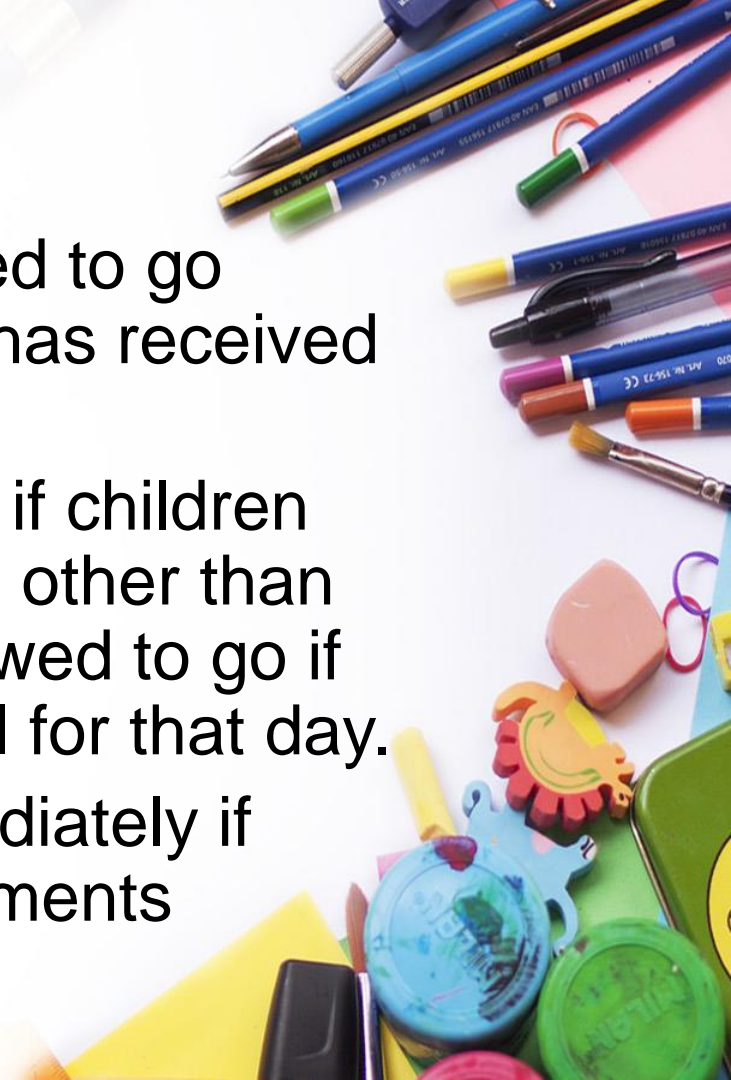 ed to go
has received
if children
other than
wed to go if
for that day.
diately if
ments